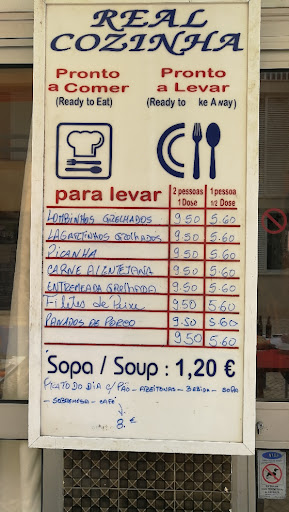 REAL
COZINHA
Pronto a Comer
(Ready to Eat)
Pronto a Levar
(Ready to ke Away)
para levar
2 pessoas 1 Dose
1 pessoa 1/2 Dose
LOMBINHOS GRELHADOS 9.50 5.60
LAGARTINHOS GRELHADOS 9.50 5.60
PICANHA 9.50 5.60
CARNE ALENTEJANA 9.50 5.60
ENTREMEADA GRELHADA 9.50 5.60
Filetes de Peixe 9.50 5.60
PANADOS DE PORCO 9.50 5.60
9.50 5.60
Sopa / Soup : 1,20 €
PRATO DO DIA C/ PÃO - AZEITONAS - BEBIDA - SOPA
- SOBREMESA - CAFÉ
8. €